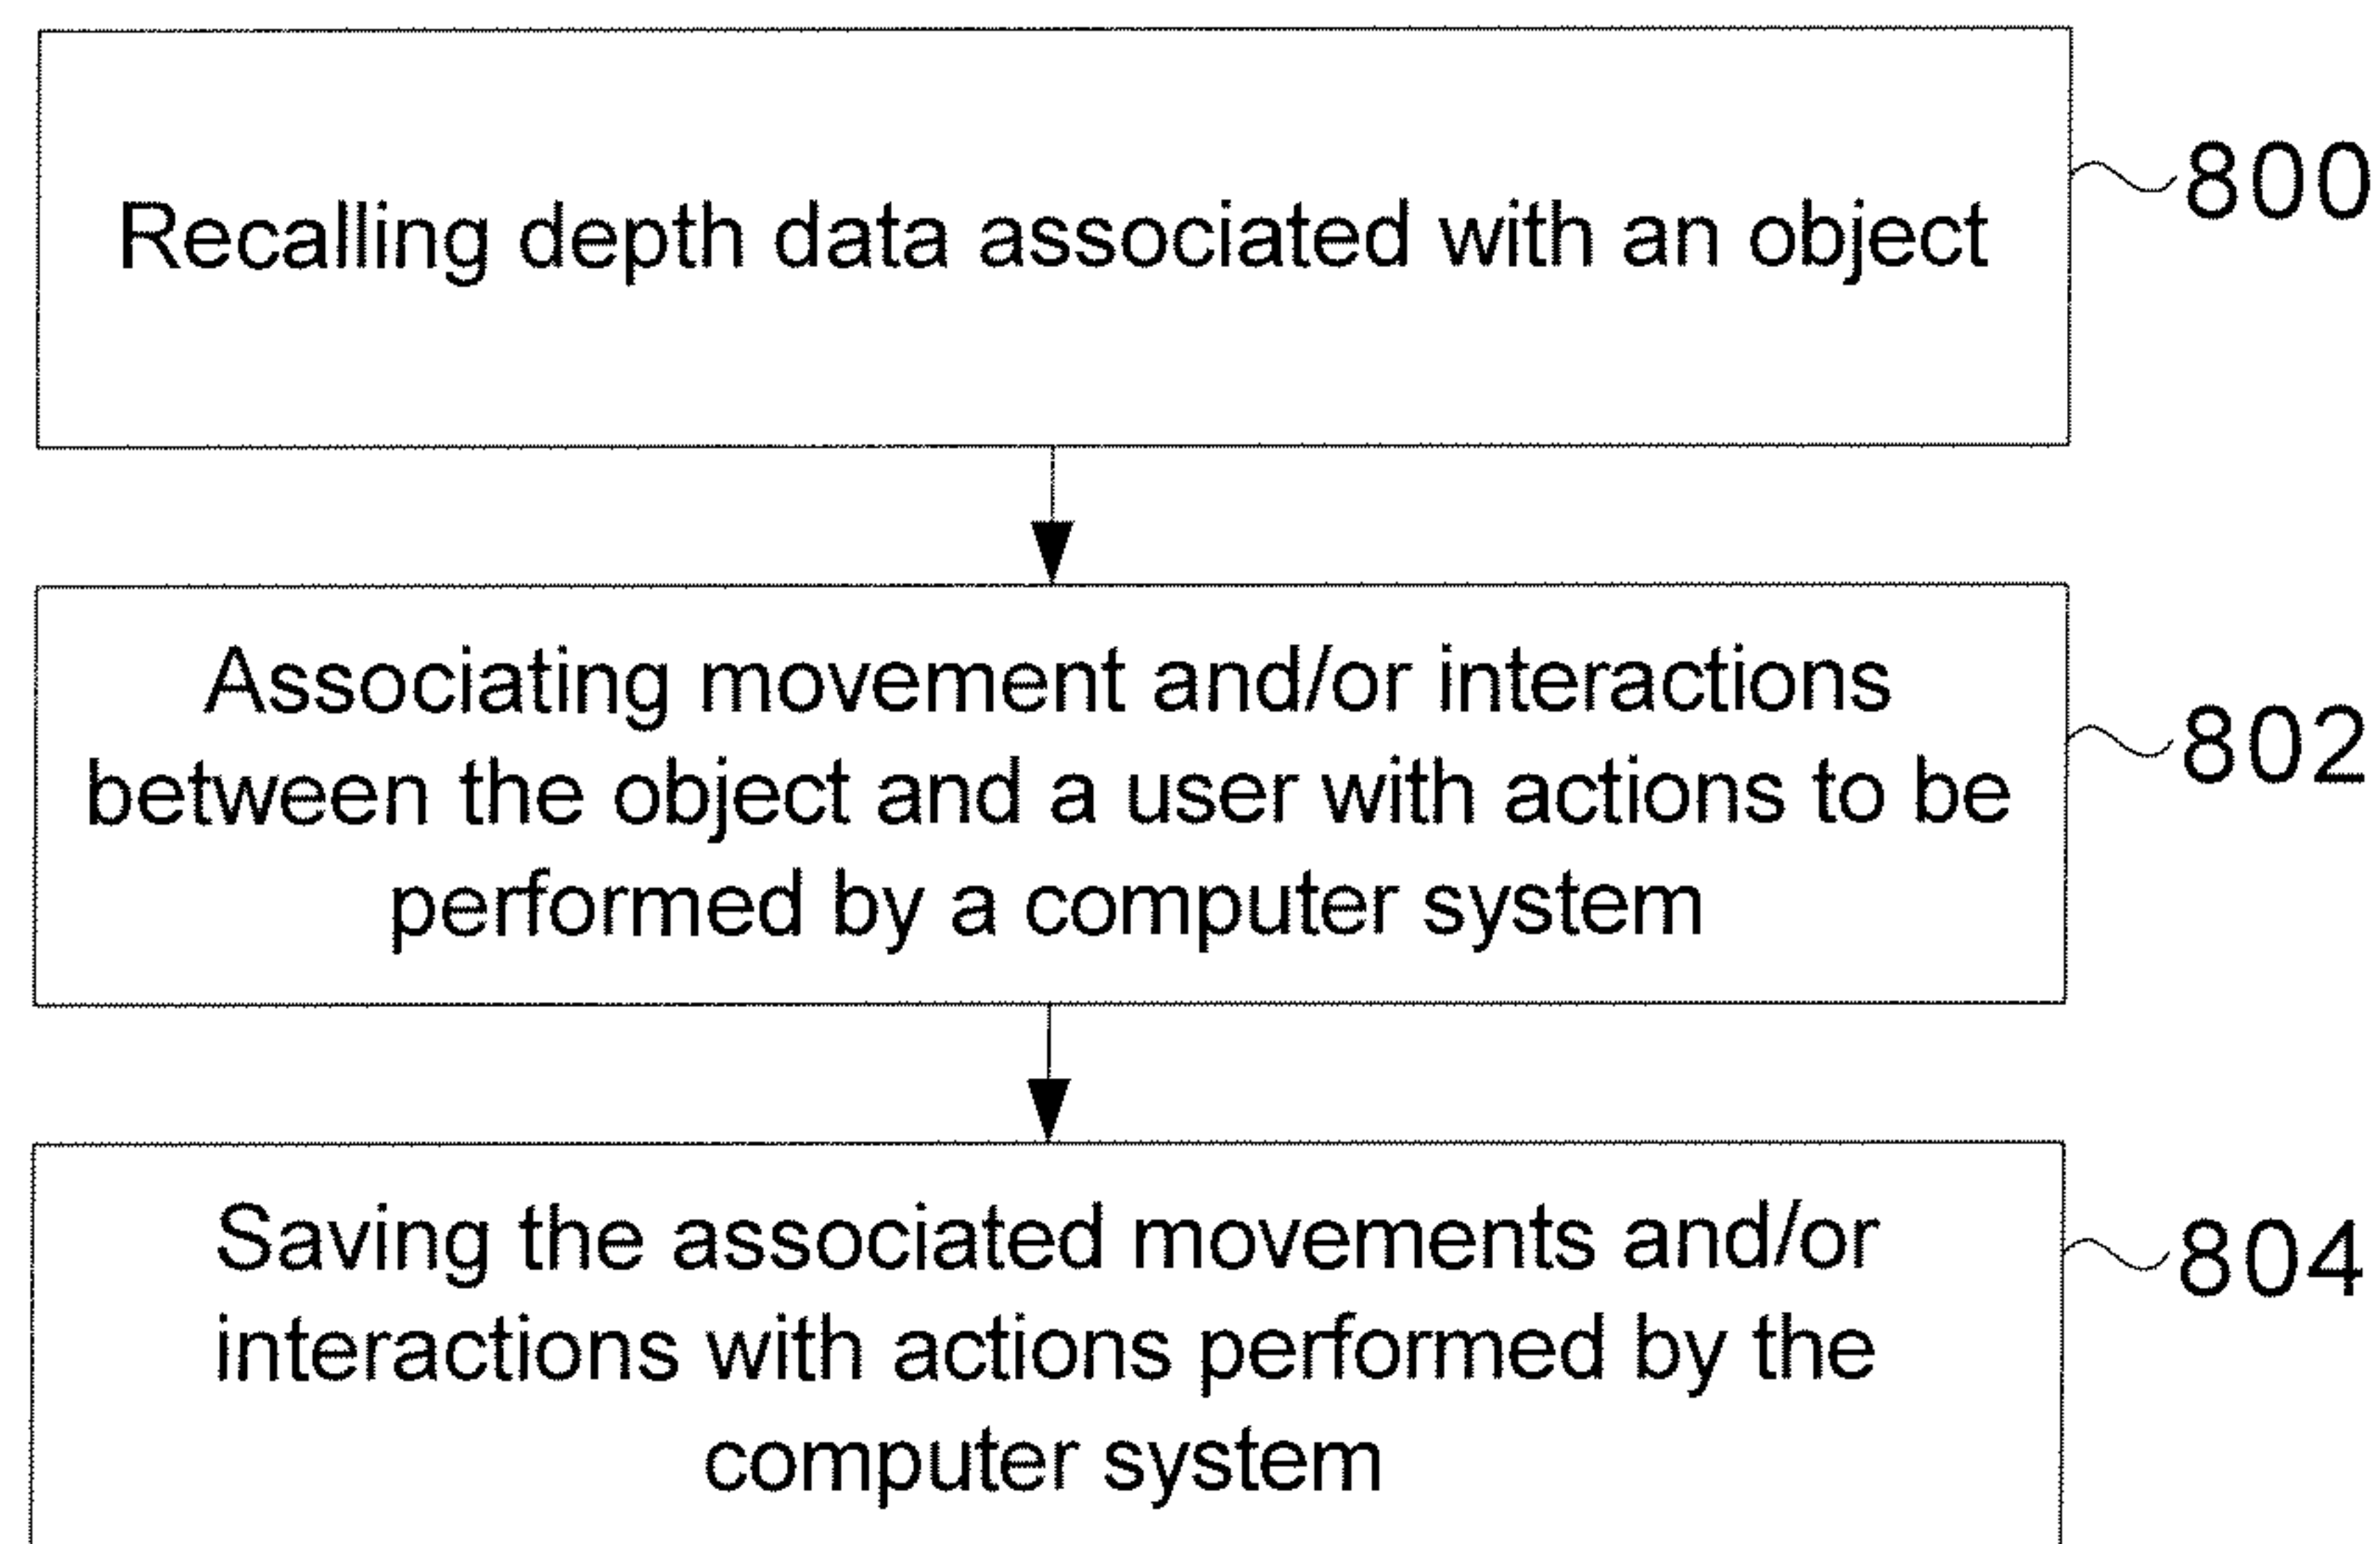 Recalling depth data associated with an object
800
Associating movement and/or interactions
between the object and a user with actions to be
performed by a computer system
802
Saving the associated movements and/or
interactions with actions performed by the
computer system
804